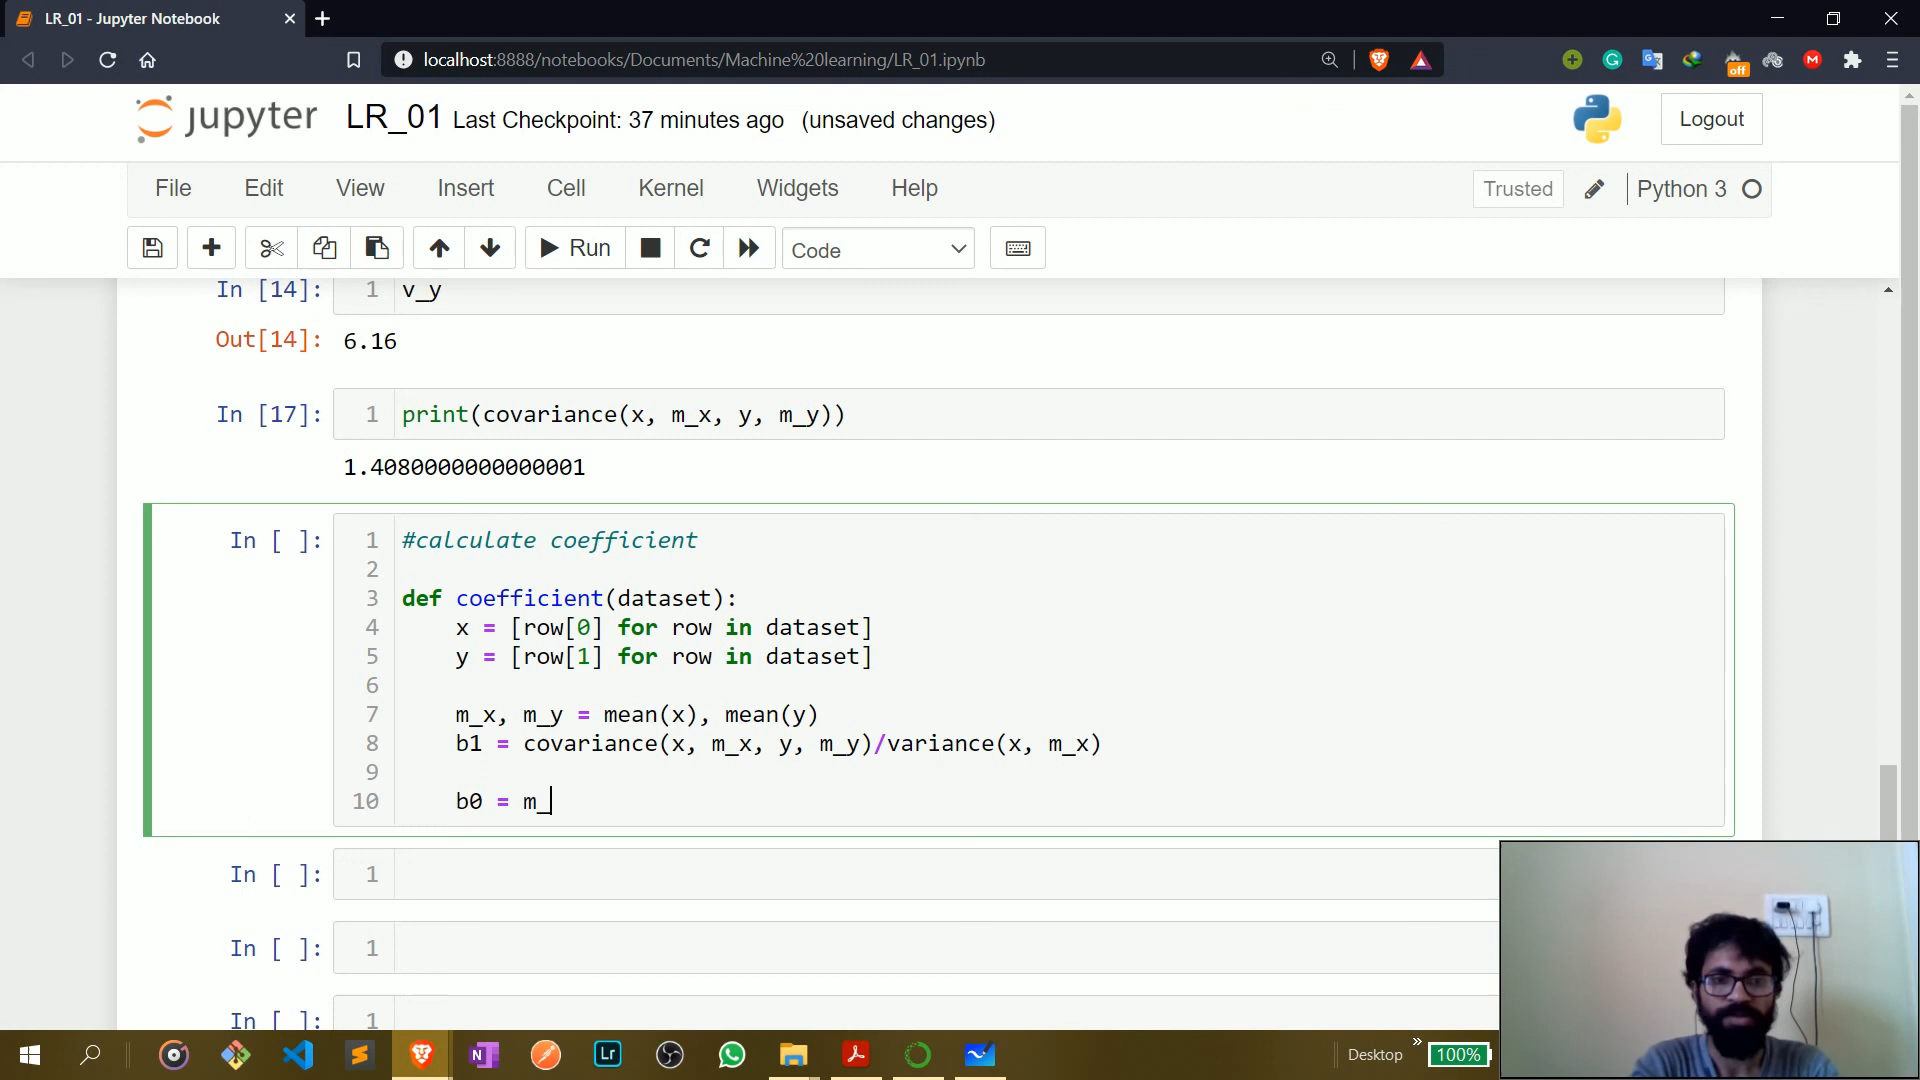 LR_01 - Jupyter Notebook
localhost:8888/notebooks/Documents/Machine%20learning/LR_01.ipynb
off
jupyter LR_01 Last Checkpoint: 37 minutes ago (unsaved changes)
Logout
File Edit View Insert Cell Kernel Widgets Help
Trusted Python 3
Run Code
In [14]: 1 v_y
Out[14]: 6.16
In [17]: 1 print(covariance(x, m_x, y, m_y))
1.4080000000000001
In [ ]: 1 #calculate coefficient
2
3 def coefficient(dataset):
4 x = [row[0] for row in dataset]
5 y = [row[1] for row in dataset]
6
7 m_x, m_y = mean(x), mean(y)
8 b1 = covariance(x, m_x, y, m_y)/variance(x, m_x)
9
10 b0 = m_
In [ ]: 1
In [ ]: 1
In [ ]: 1
N
Lr
Desktop
100%